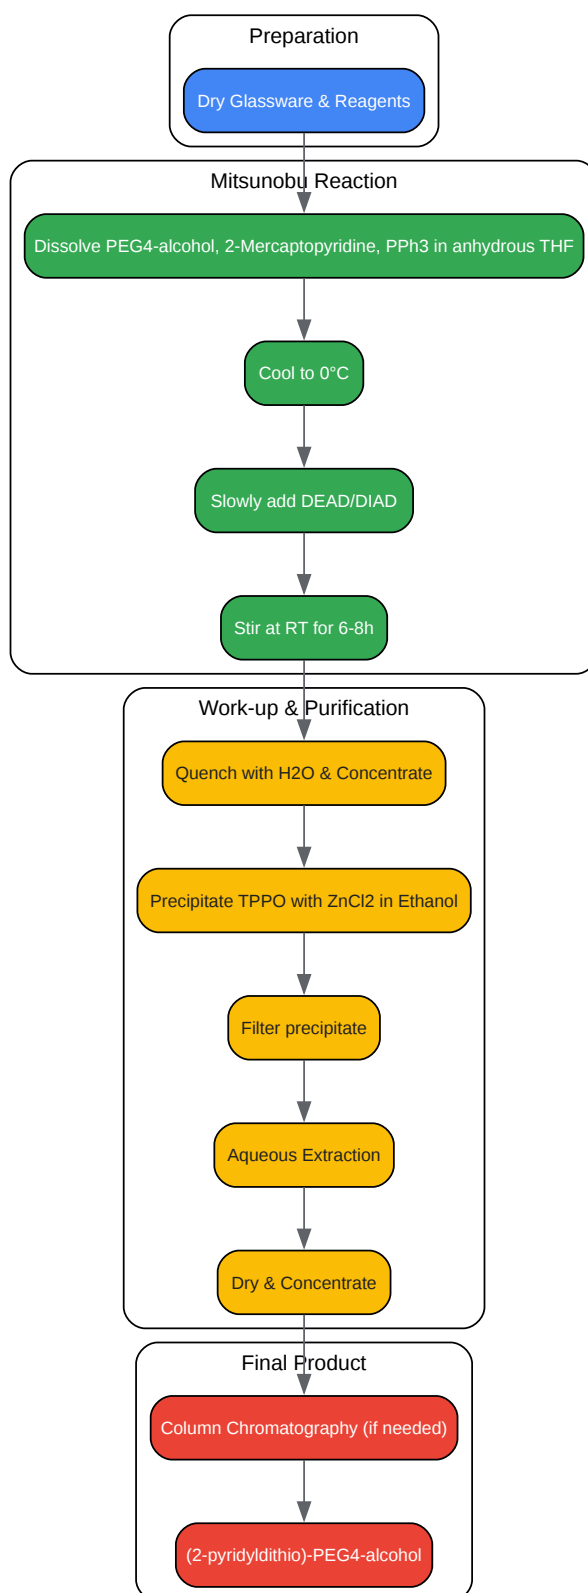 Preparation
Dry Glassware & Reagents
Mitsunobu Reaction
Dissolve PEG4-alcohol, 2-Mercaptopyridine, PPh3 in anhydrous THF
Cool to 0°C
Slowly add DEAD/DIAD
Stir at RT for 6-8h
Work-up & Purification
Quench with H2O & Concentrate
Precipitate TPPO with ZnCl2 in Ethanol
Filter precipitate
Aqueous Extraction
Dry & Concentrate
Final Product
Column Chromatography (if needed)
(2-pyridyldithio)-PEG4-alcohol